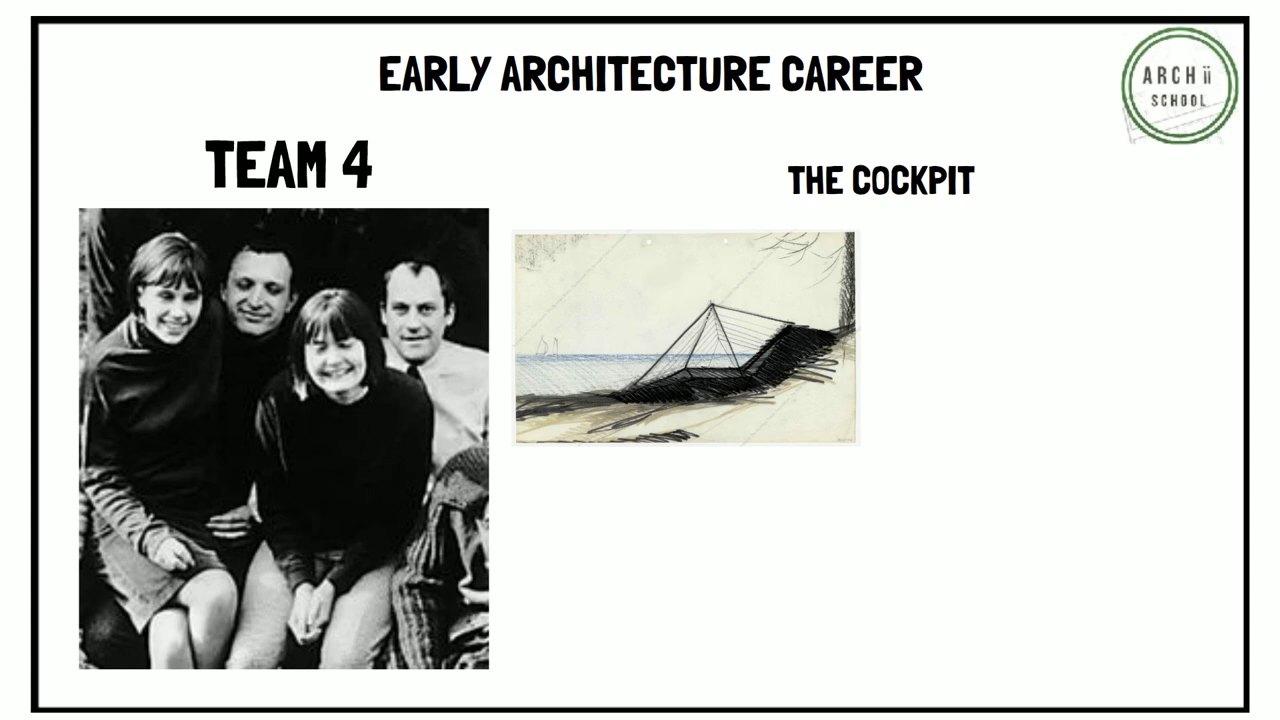 EARLY ARCHITECTURE CAREER
ARCH ii
SCHOOL
TEAM 4
THE COCKPIT